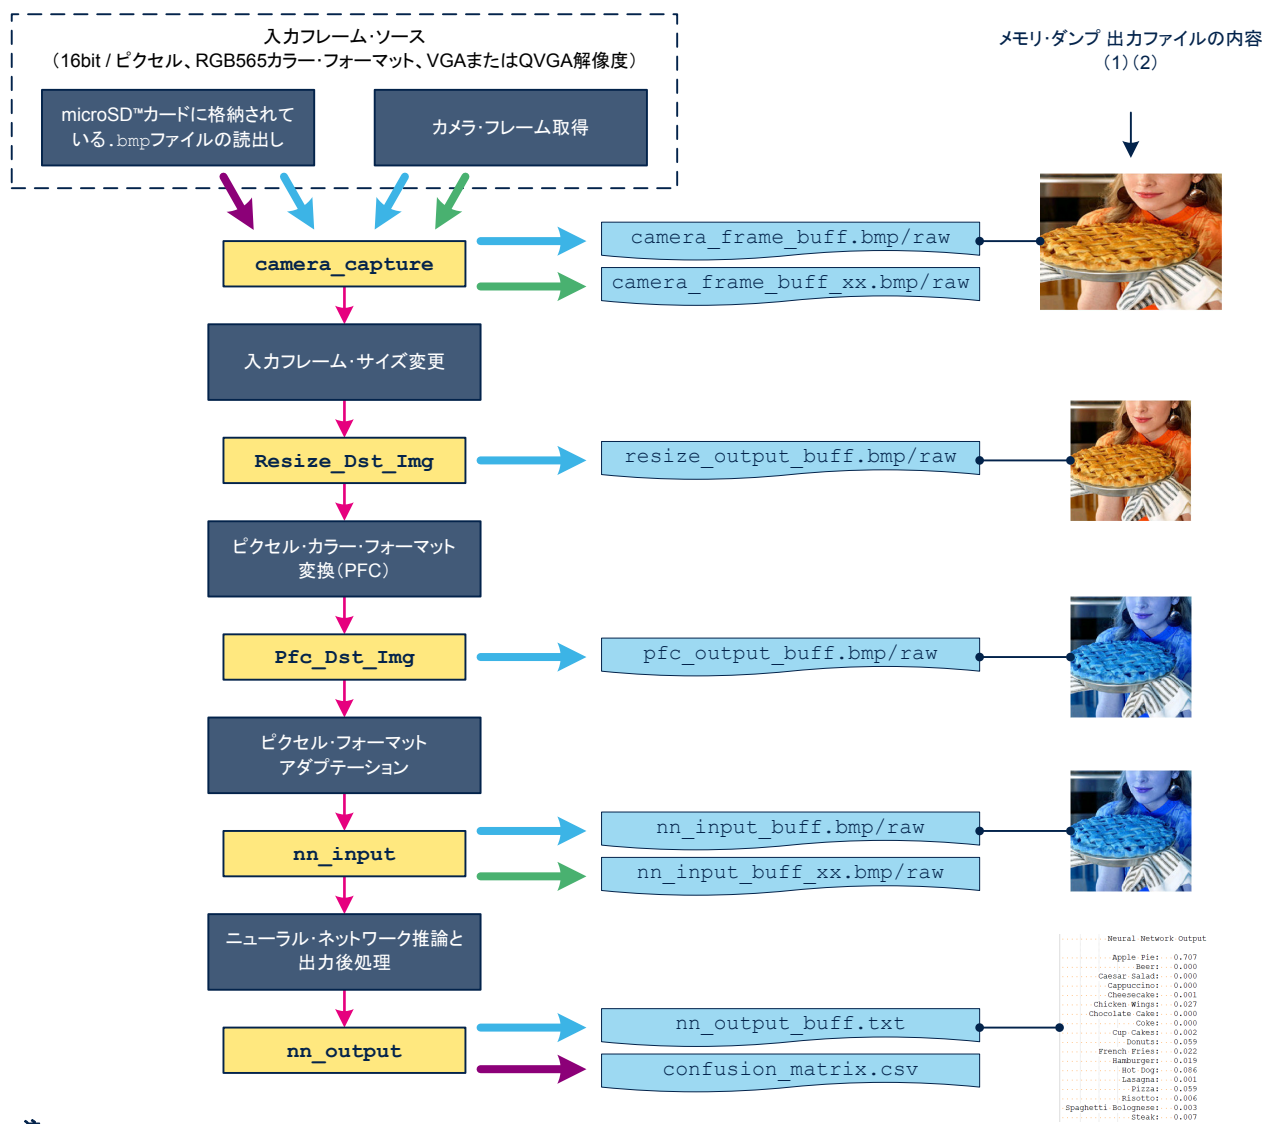 入力フレーム・ソース
（16bit / ピクセル、RGB565カラー・フォーマット、VGAまたはQVGA解像度）
microSD™カードに格納されて
いる.bmpファイルの読出し
カメラ・フレーム取得
メモリ・ダンプ 出力ファイルの内容
（1）（2）
camera_capture
camera_frame_buff.bmp/raw
camera_frame_buff_xx.bmp/raw
入力フレーム・サイズ変更
Resize_Dst_Img
resize_output_buff.bmp/raw
ピクセル・カラー・フォーマット
変換（PFC）
Pfc_Dst_Img
pfc_output_buff.bmp/raw
ピクセル・フォーマット
アダプテーション
nn_input
nn_input_buff.bmp/raw
nn_input_buff_xx.bmp/raw
ニューラル・ネットワーク推論と
出力後処理
nn_output
nn_output_buff.txt
confusion_matrix.csv
Neural Network Output
Apple Pie: 0.707
Beer: 0.000
Caesar Salad: 0.000
Cappuccino: 0.000
Cheesecake: 0.001
Chicken Wings: 0.027
Chocolate Cake: 0.000
Coke: 0.000
Cup Cakes: 0.002
Donuts: 0.059
French Fries: 0.022
Hamburger: 0.019
Hot Dog: 0.086
Lasagna: 0.001
Pizza: 0.059
Risotto: 0.006
Spaghetti Bolognese: 0.003
Steak: 0.007